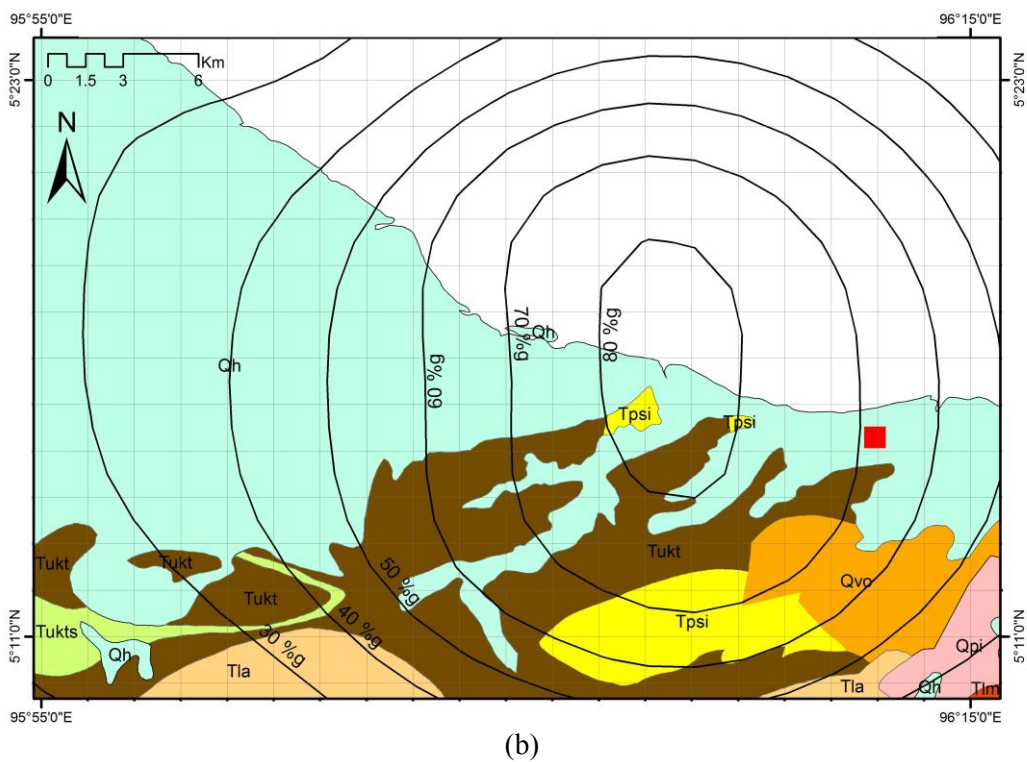 95°55'0"E
96°15'0"E
5°23'0"N
5°23'0"N
Km
0 1.5 3 6
N
Qh
70 %g
80 %g
Qh
60 %g
Tpsi
Tpsi
Tukt
Tukt
Tukt
50 %g
Tukt
Qvo
40 %g
Tpsi
Tukts
30 %g
Qh
5°11'0"N
5°11'0"N
Qpi
Tla
Tla
Qh
Tlm
95°55'0"E
96°15'0"E
(b)